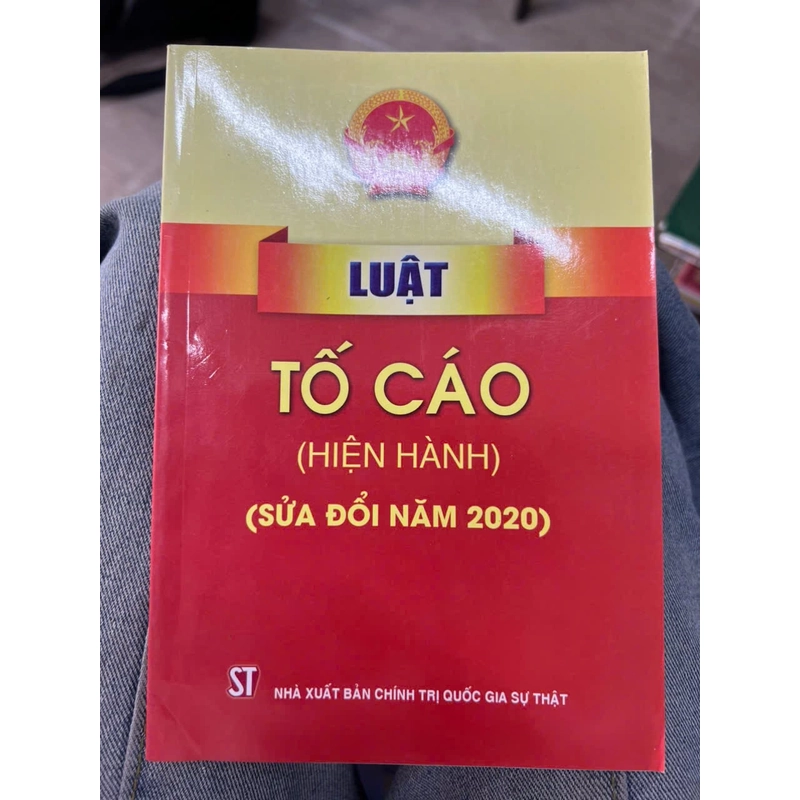 LUẬT
TỐ CÁO
(HIỆN HÀNH)
(SỬA ĐỔI NĂM 2020)
ST
NHÀ XUẤT BẢN CHÍNH TRỊ QUỐC GIA SỰ THẬT